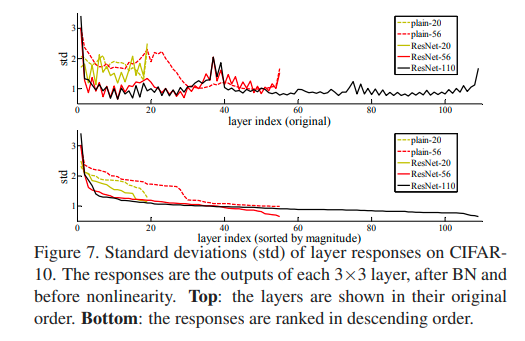 3
2
1
std
plain-20
plain-56
ResNet-20
ResNet-56
ResNet-110
0 20 40 60 80 100
layer index (original)
3
2
1
std
plain-20
plain-56
ResNet-20
ResNet-56
ResNet-110
0 20 40 60 80 100
layer index (sorted by magnitude)
Figure 7. Standard deviations (std) of layer responses on CIFAR-
10. The responses are the outputs of each 3×3 layer, after BN and
before nonlinearity. Top: the layers are shown in their original
order. Bottom: the responses are ranked in descending order.